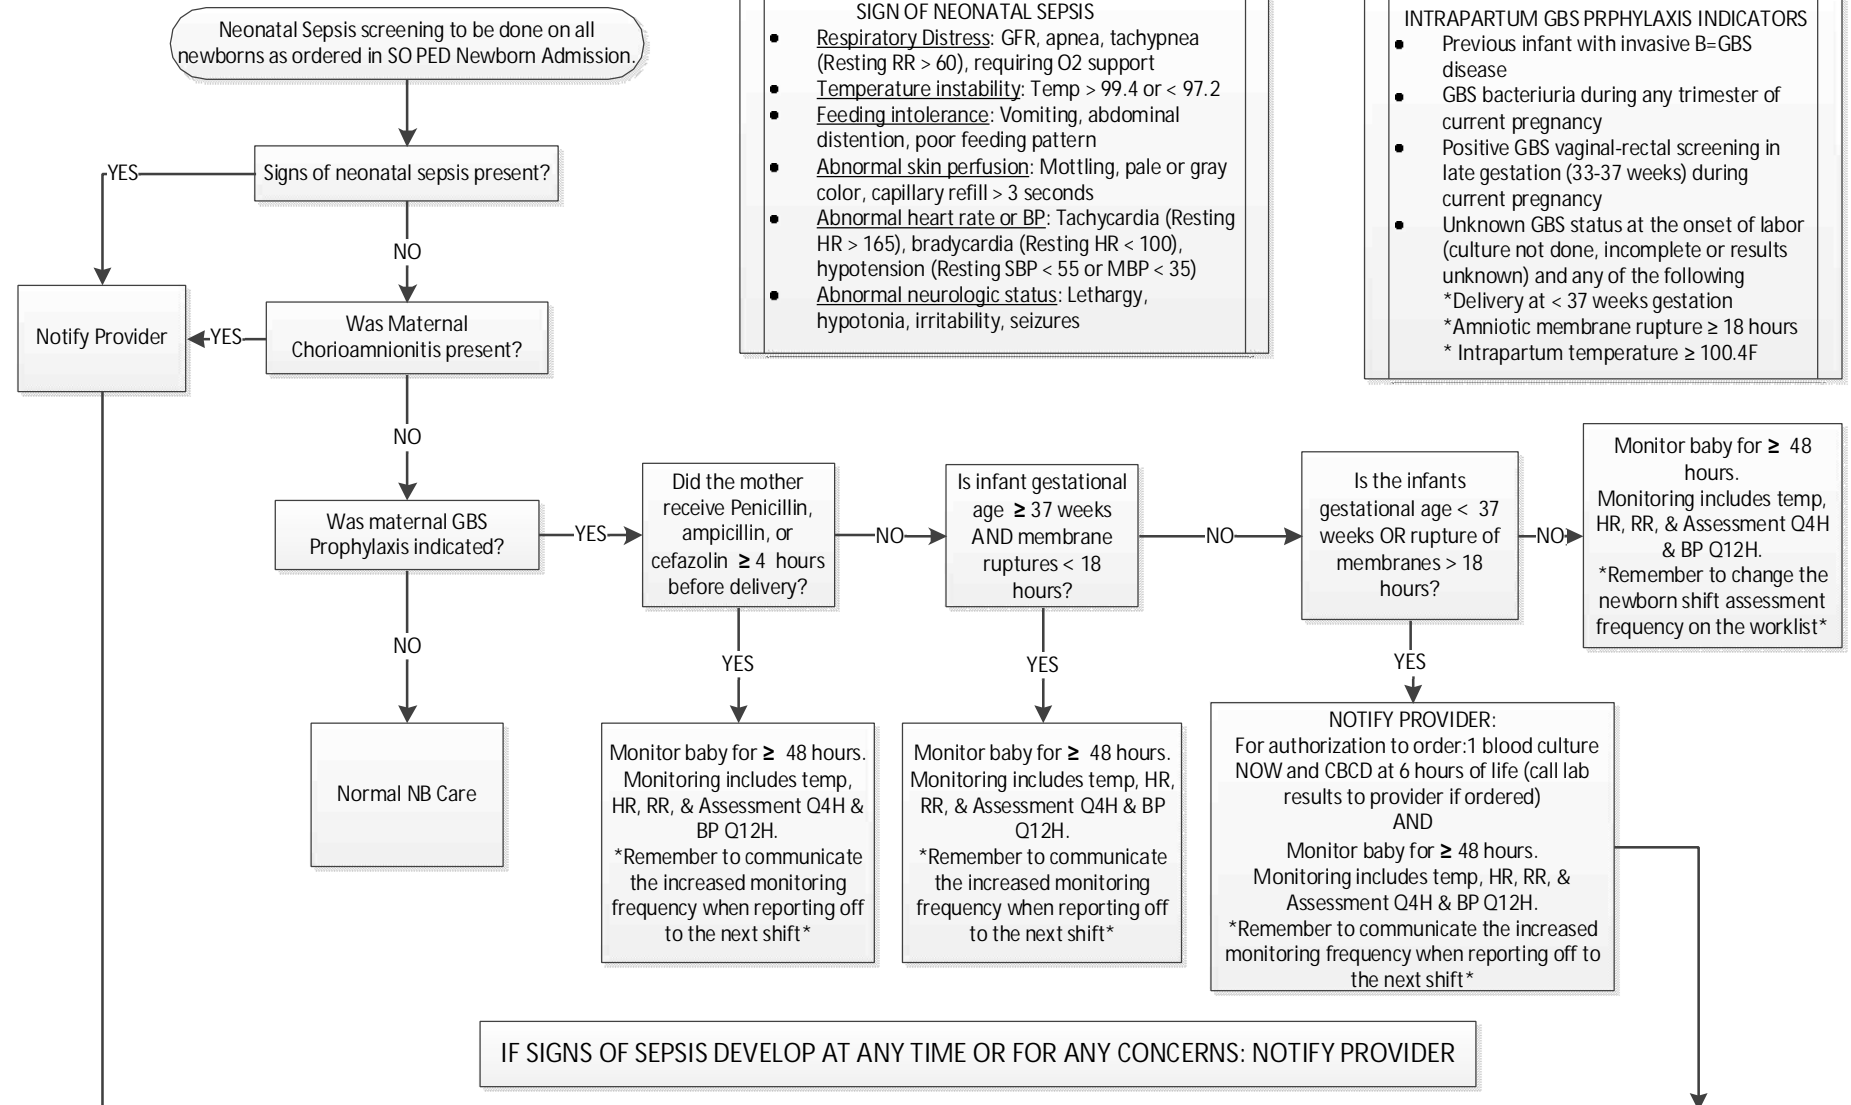 Neonatal Sepsis screening to be done on all
newborns as ordered in SO PED Newborn Admission.
SIGN OF NEONATAL SEPSIS
• Respiratory Distress: GFR, apnea, tachypnea
(Resting RR > 60), requiring O2 support
• Temperature instability: Temp > 99.4 or < 97.2
• Feeding intolerance: Vomiting, abdominal
distention, poor feeding pattern
• Abnormal skin perfusion: Mottling, pale or gray
color, capillary refill > 3 seconds
• Abnormal heart rate or BP: Tachycardia (Resting
HR > 165), bradycardia (Resting HR < 100),
hypotension (Resting SBP < 55 or MBP < 35)
• Abnormal neurologic status: Lethargy,
hypotonia, irritability, seizures
INTRAPARTUM GBS PRPHYLAXIS INDICATORS
• Previous infant with invasive B=GBS
disease
• GBS bacteriuria during any trimester of
current pregnancy
• Positive GBS vaginal-rectal screening in
late gestation (33-37 weeks) during
current pregnancy
• Unknown GBS status at the onset of labor
(culture not done, incomplete or results
unknown) and any of the following
*Delivery at < 37 weeks gestation
*Amniotic membrane rupture ≥ 18 hours
* Intrapartum temperature ≥ 100.4F
Signs of neonatal sepsis present?
YES
NO
Notify Provider
YES
Was Maternal
Chorioamnionitis present?
NO
Was maternal GBS
Prophylaxis indicated?
YES
Did the mother
receive Penicillin,
ampicillin, or
cefazolin ≥ 4 hours
before delivery?
NO
Is infant gestational
age ≥ 37 weeks
AND membrane
ruptures < 18
hours?
NO
Is the infants
gestational age < 37
weeks OR rupture of
membranes > 18
hours?
NO
Monitor baby for ≥ 48
hours.
Monitoring includes temp,
HR, RR, & Assessment Q4H
& BP Q12H.
*Remember to change the
newborn shift assessment
frequency on the worklist*
NO
YES
YES
YES
Normal NB Care
Monitor baby for ≥ 48 hours.
Monitoring includes temp,
HR, RR, & Assessment Q4H &
BP Q12H.
*Remember to communicate
the increased monitoring
frequency when reporting off
to the next shift*
Monitor baby for ≥ 48 hours.
Monitoring includes temp, HR,
RR, & Assessment Q4H & BP
Q12H.
*Remember to communicate
the increased monitoring
frequency when reporting off
to the next shift*
NOTIFY PROVIDER:
For authorization to order:1 blood culture
NOW and CBCD at 6 hours of life (call lab
results to provider if ordered)
AND
Monitor baby for ≥ 48 hours.
Monitoring includes temp, HR, RR, &
Assessment Q4H & BP Q12H.
*Remember to communicate the increased
monitoring frequency when reporting off to
the next shift*
IF SIGNS OF SEPSIS DEVELOP AT ANY TIME OR FOR ANY CONCERNS: NOTIFY PROVIDER